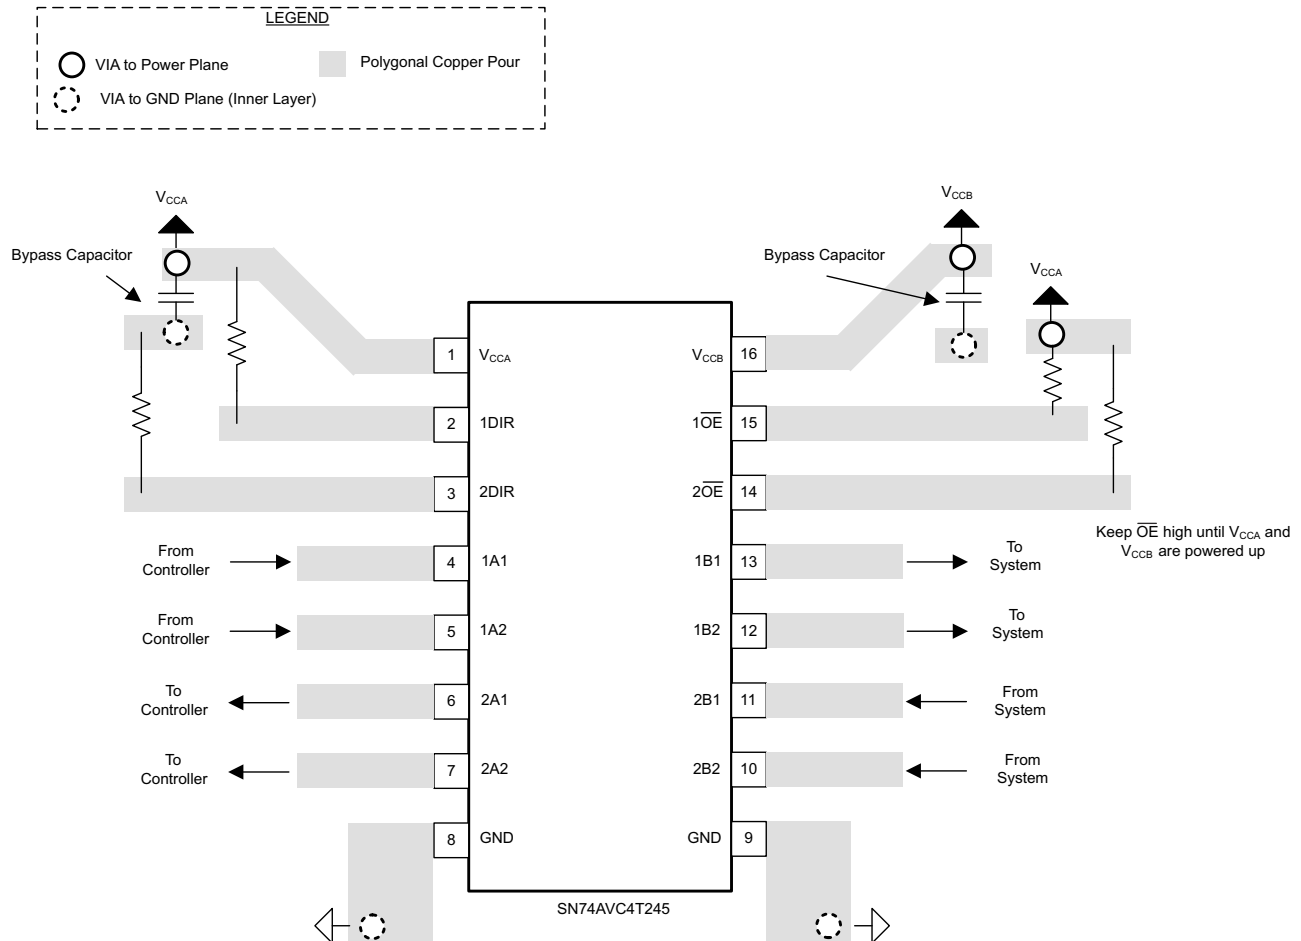 LEGEND
VIA to Power Plane
Polygonal Copper Pour
VIA to GND Plane (Inner Layer)
VCCA
Bypass Capacitor
VCCB
Bypass Capacitor
VCCA
1 VCCA
VCCB 16
2 1DIR
1OE 15
3 2DIR
2OE 14
Keep OE high until VCCA and
VCCB are powered up
From
Controller
4 1A1
1B1 13
To
System
From
Controller
5 1A2
1B2 12
To
System
To
Controller
6 2A1
2B1 11
From
System
To
Controller
7 2A2
2B2 10
From
System
8 GND
GND 9
SN74AVC4T245